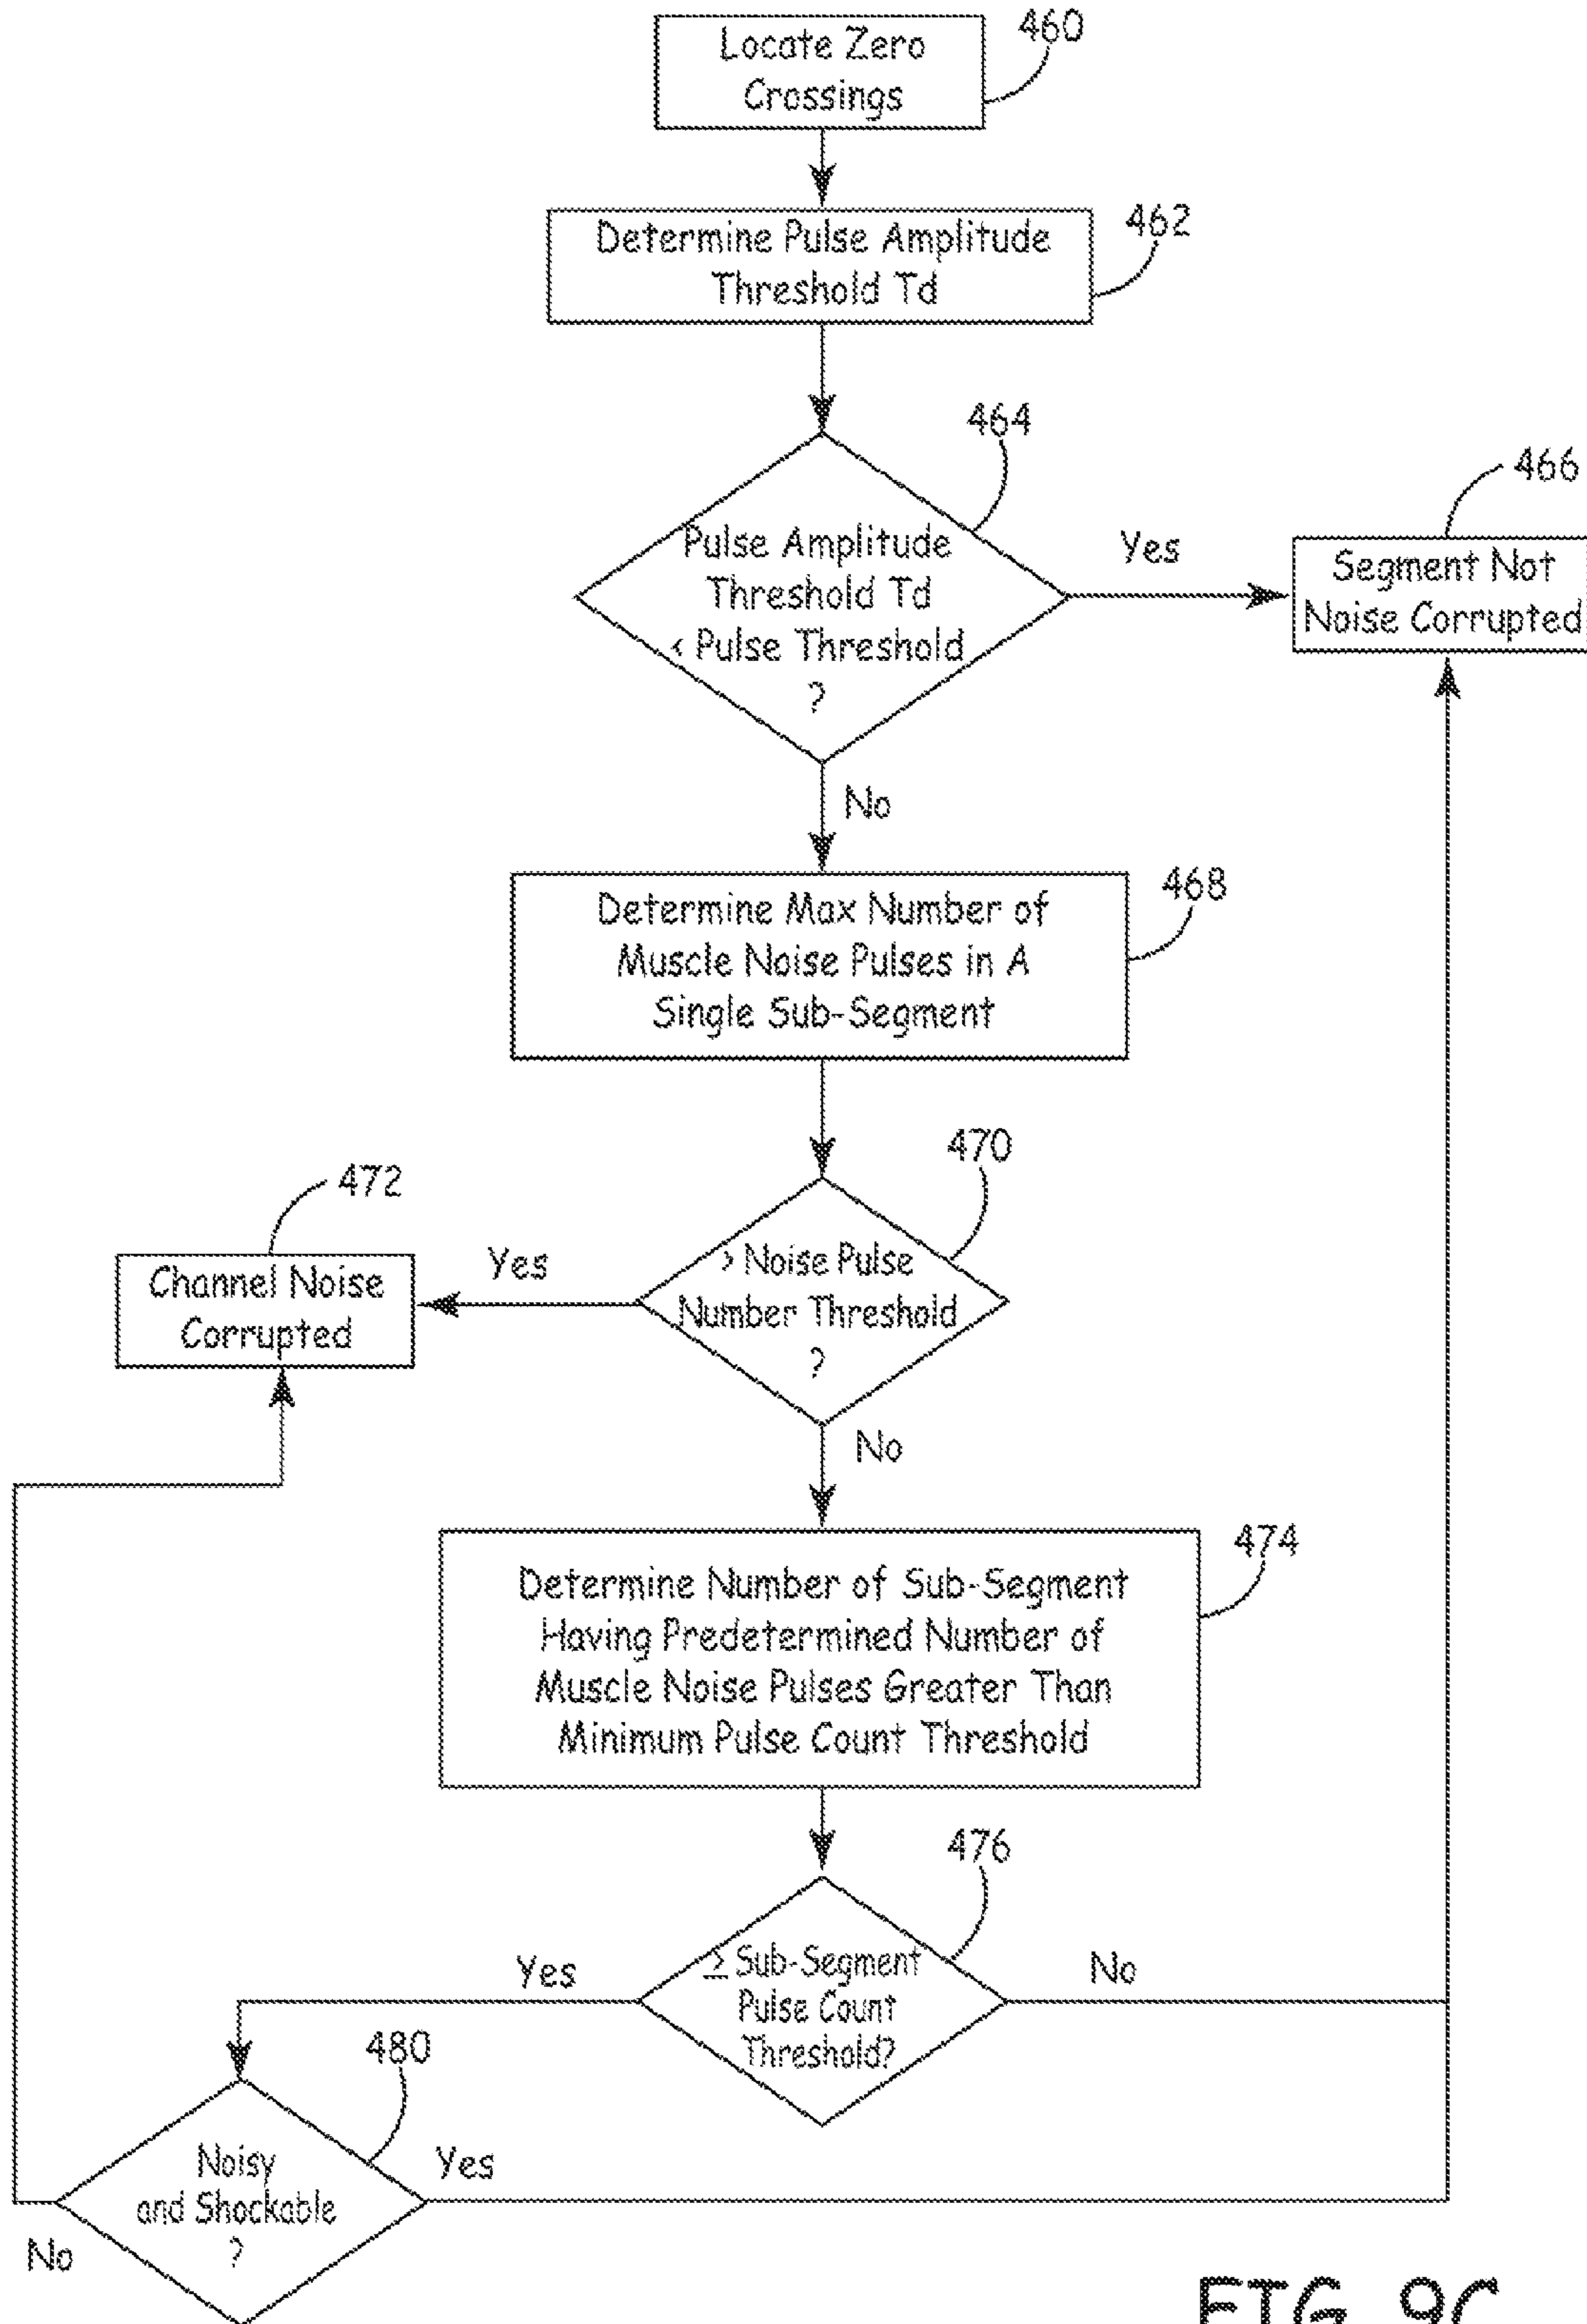 460
Locate Zero
Crossings
462
Determine Pulse Amplitude
Threshold Td
464
Pulse Amplitude
Threshold Td
< Pulse Threshold
?
Yes
466
Segment Not
Noise Corrupted
No
468
Determine Max Number of
Muscle Noise Pulses in A
Single Sub-Segment
470
> Noise Pulse
Number Threshold
?
Yes
472
Channel Noise
Corrupted
No
474
Determine Number of Sub-Segment
Having Predetermined Number of
Muscle Noise Pulses Greater Than
Minimum Pulse Count Threshold
476
≥ Sub-Segment
Pulse Count
Threshold?
Yes
No
480
Noisy
and Shockable
?
Yes
No
FIG. 9C